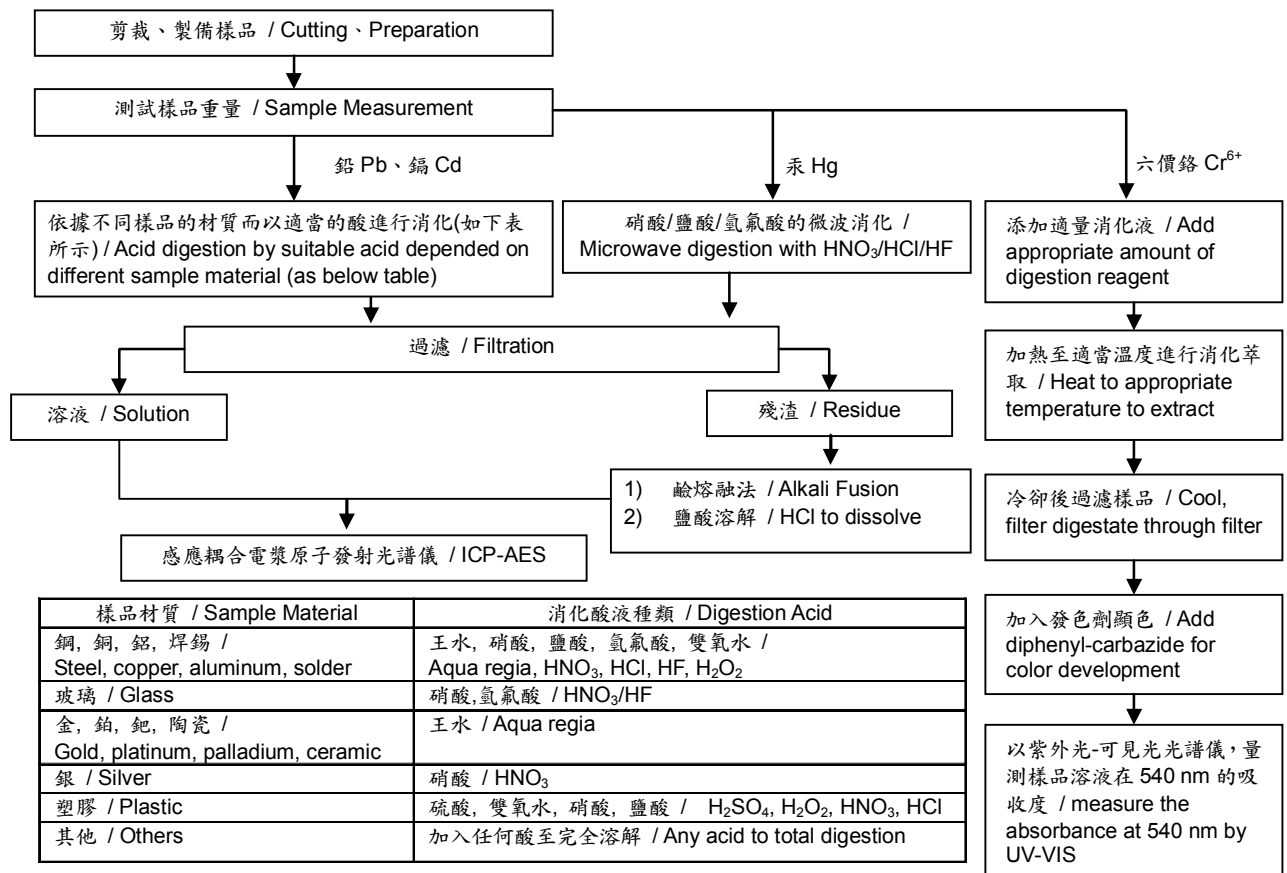 剪裁、製備樣品 / Cutting、Preparation
測試樣品重量 / Sample Measurement
鉛 Pb、鎘 Cd
汞 Hg
六價鉻 Cr⁶⁺
依據不同樣品的材質而以適當的酸進行消化(如下表
所示) / Acid digestion by suitable acid depended on
different sample material (as below table)
硝酸/鹽酸/氫氟酸的微波消化 /
Microwave digestion with HNO₃/HCl/HF
添加適量消化液 / Add
appropriate amount of
digestion reagent
過濾 / Filtration
加熱至適當溫度進行消化萃
取 / Heat to appropriate
temperature to extract
溶液 / Solution
殘渣 / Residue
1) 鹼熔融法 / Alkali Fusion
2) 鹽酸溶解 / HCl to dissolve
冷卻後過濾樣品 / Cool,
filter digestate through filter
感應耦合電漿原子發射光譜儀 / ICP-AES
加入發色劑顯色 / Add
diphenyl-carbazide for
color development
以紫外光-可見光光譜儀，量
測樣品溶液在 540 nm 的吸
收度 / measure the
absorbance at 540 nm by
UV-VIS
樣品材質 / Sample Material 消化酸液種類 / Digestion Acid
鋼, 銅, 鋁, 焊錫 / 王水, 硝酸, 鹽酸, 氫氟酸, 雙氧水 /
Steel, copper, aluminum, solder Aqua regia, HNO₃, HCl, HF, H₂O₂
玻璃 / Glass 硝酸,氫氟酸 / HNO₃/HF
金, 鉑, 鈀, 陶瓷 / 王水 / Aqua regia
Gold, platinum, palladium, ceramic
銀 / Silver 硝酸 / HNO₃
塑膠 / Plastic 硫酸, 雙氧水, 硝酸, 鹽酸 / H₂SO₄, H₂O₂, HNO₃, HCl
其他 / Others 加入任何酸至完全溶解 / Any acid to total digestion